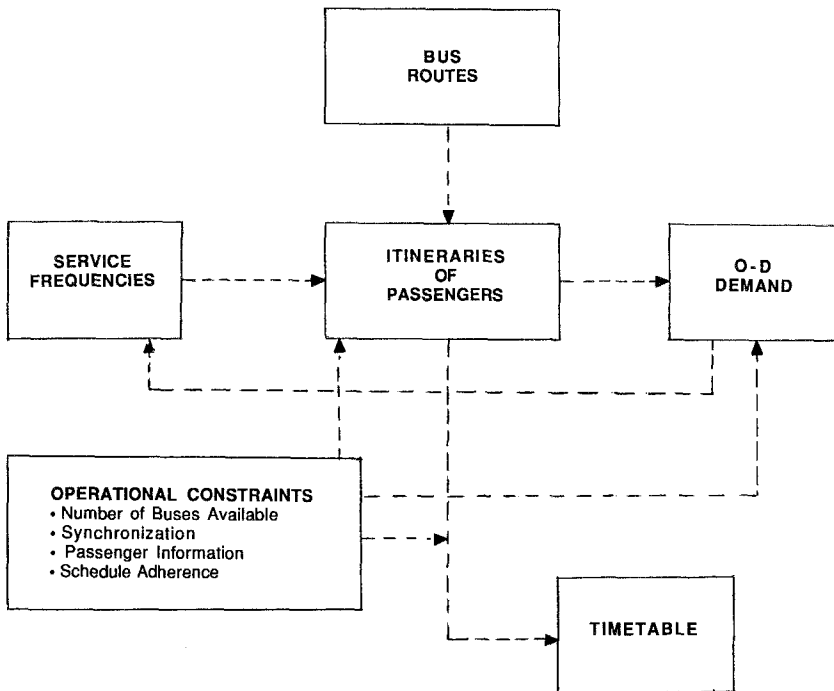 BUS
ROUTES
SERVICE
FREQUENCIES
ITINERARIES
OF
PASSENGERS
O-D
DEMAND
OPERATIONAL CONSTRAINTS
• Number of Buses Available
• Synchronization
• Passenger Information
• Schedule Adherence
TIMETABLE